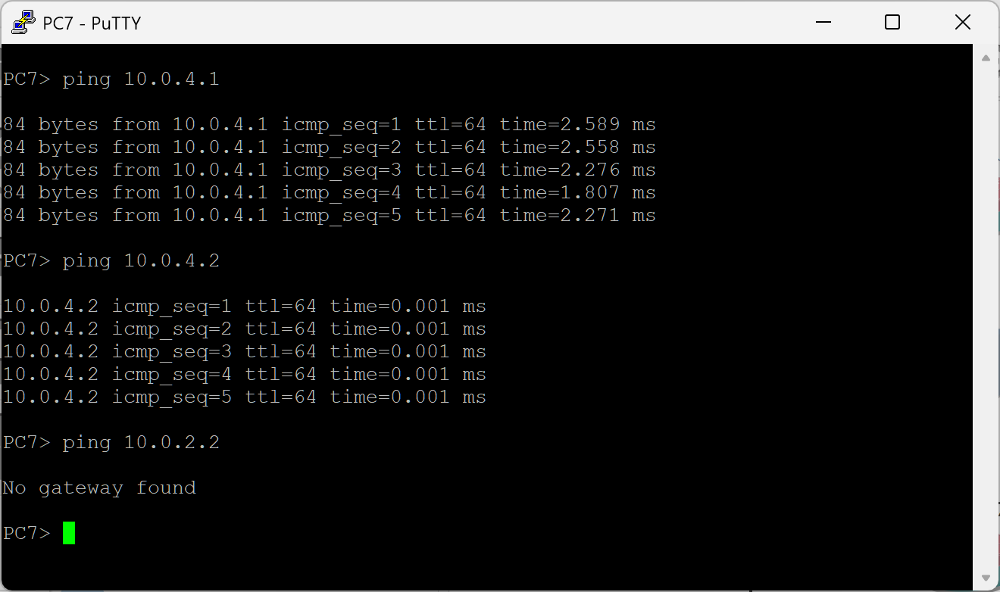 PC7 - PuTTY
PC7> ping 10.0.4.1
84 bytes from 10.0.4.1 icmp_seq=1 ttl=64 time=2.589 ms
84 bytes from 10.0.4.1 icmp_seq=2 ttl=64 time=2.558 ms
84 bytes from 10.0.4.1 icmp_seq=3 ttl=64 time=2.276 ms
84 bytes from 10.0.4.1 icmp_seq=4 ttl=64 time=1.807 ms
84 bytes from 10.0.4.1 icmp_seq=5 ttl=64 time=2.271 ms
PC7> ping 10.0.4.2
10.0.4.2 icmp_seq=1 ttl=64 time=0.001 ms
10.0.4.2 icmp_seq=2 ttl=64 time=0.001 ms
10.0.4.2 icmp_seq=3 ttl=64 time=0.001 ms
10.0.4.2 icmp_seq=4 ttl=64 time=0.001 ms
10.0.4.2 icmp_seq=5 ttl=64 time=0.001 ms
PC7> ping 10.0.2.2
No gateway found
PC7>